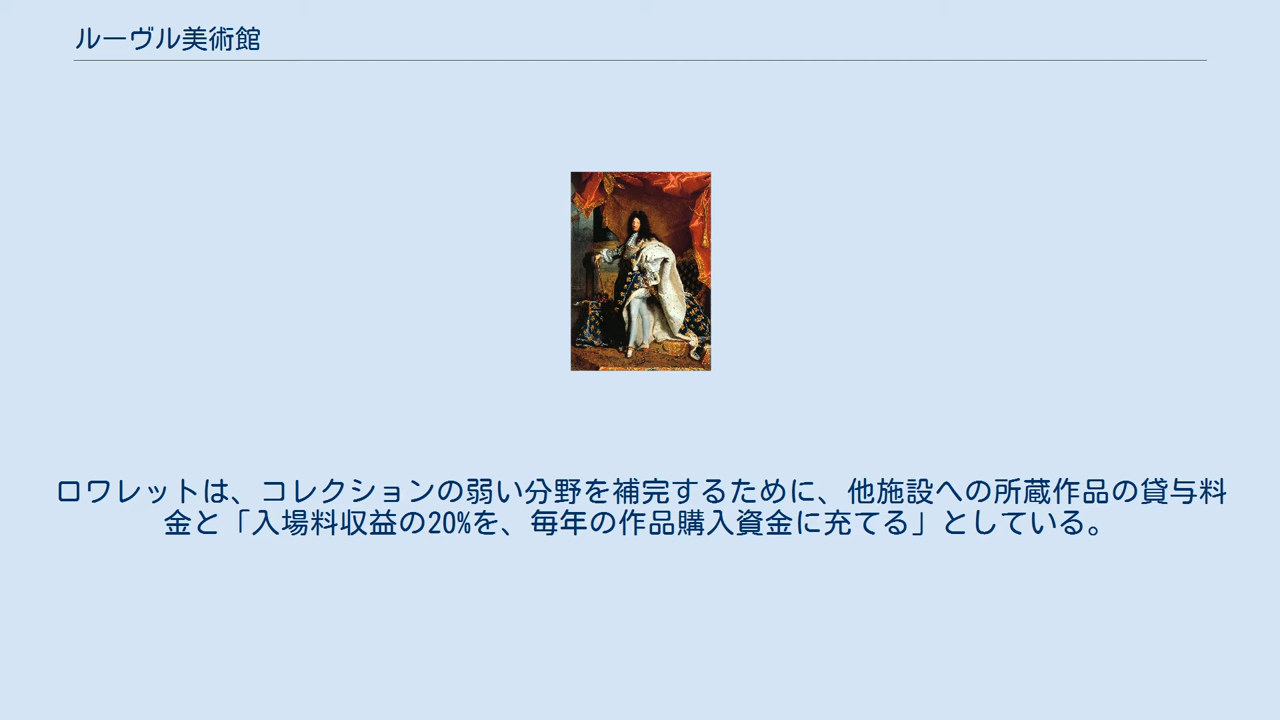 ルーヴル美術館
ロワレットは、コレクションの弱い分野を補完するために、他施設への所蔵作品の貸与料
金と「入場料収益の20%を、毎年の作品購入資金に充てる」としている。